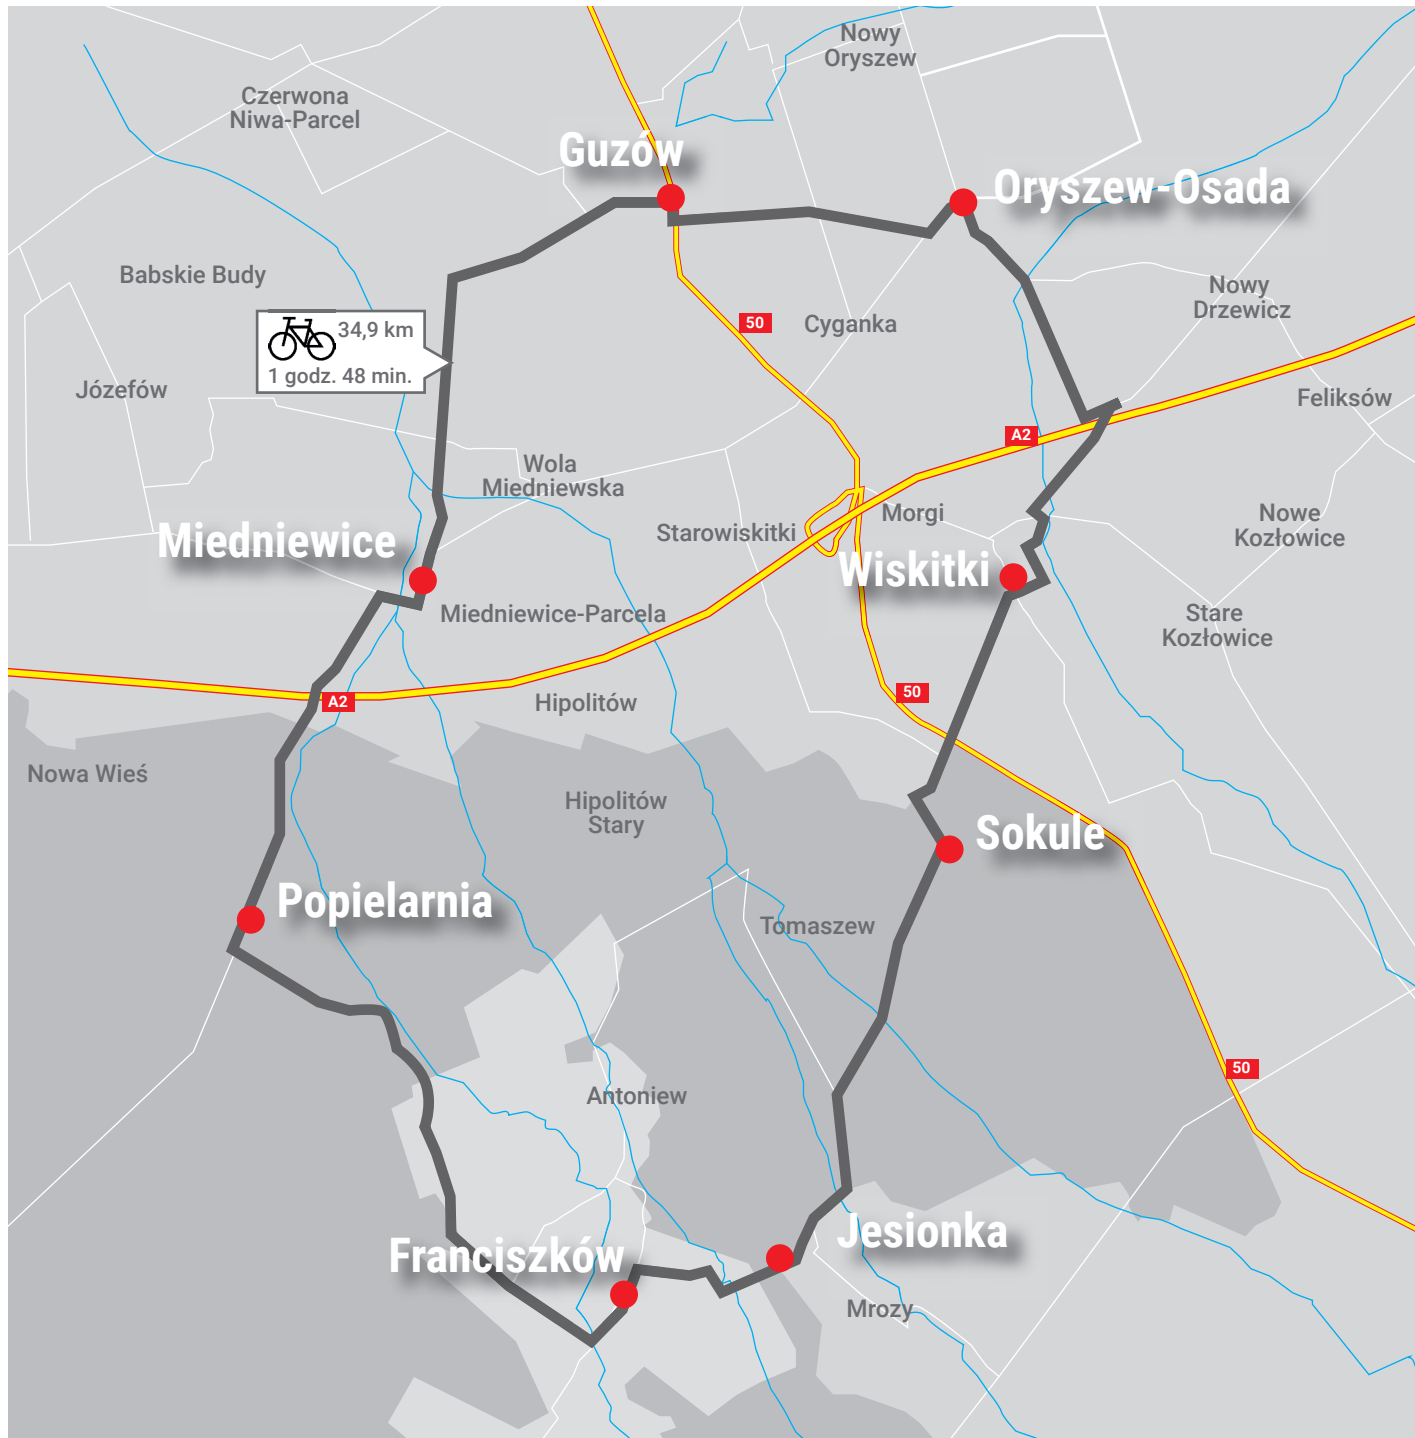 Nowy
Oryszew
Czerwona
Niwa-Parcel
Guzów
Oryszew-Osada
Babskie Budy
Nowy
Drzewicz
50
Cyganka
34,9 km
1 godz. 48 min.
Józefów
Feliksów
A2
Wola
Miedniewska
Morgi
Nowe
Kozłowice
Starowiskitki
Miedniewice
Wiskitki
Miedniewice-Parcela
Stare
Kozłowice
A2
Hipolitów
50
Nowa Wieś
Hipolitów
Stary
Sokule
Popielarnia
Tomaszew
50
Antoniew
Jesionka
Franciszków
Mrozy